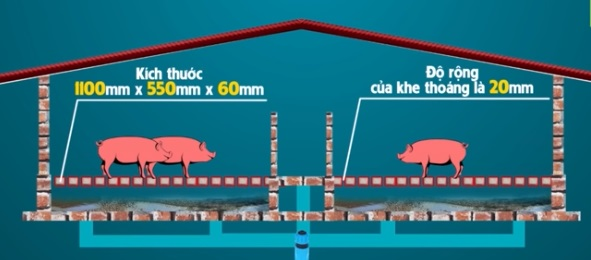 Kích thước
1100mm x 550mm x 60mm
Độ rộng
của khe thoáng là 20mm